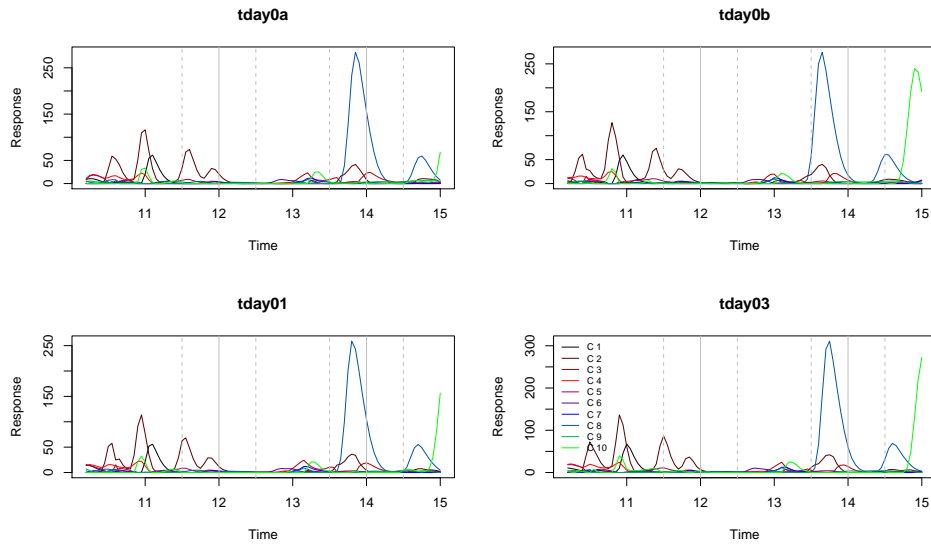 tday0a
Response
0 50 150 250
11 12 13 14 15
Time
tday0b
Response
0 50 150 250
11 12 13 14 15
Time
tday01
Response
0 50 150 250
11 12 13 14 15
Time
tday03
Response
0 50 100 200 300
C 1
C 2
C 3
C 4
C 5
C 6
C 7
C 8
C 9
C 10
11 12 13 14 15
Time